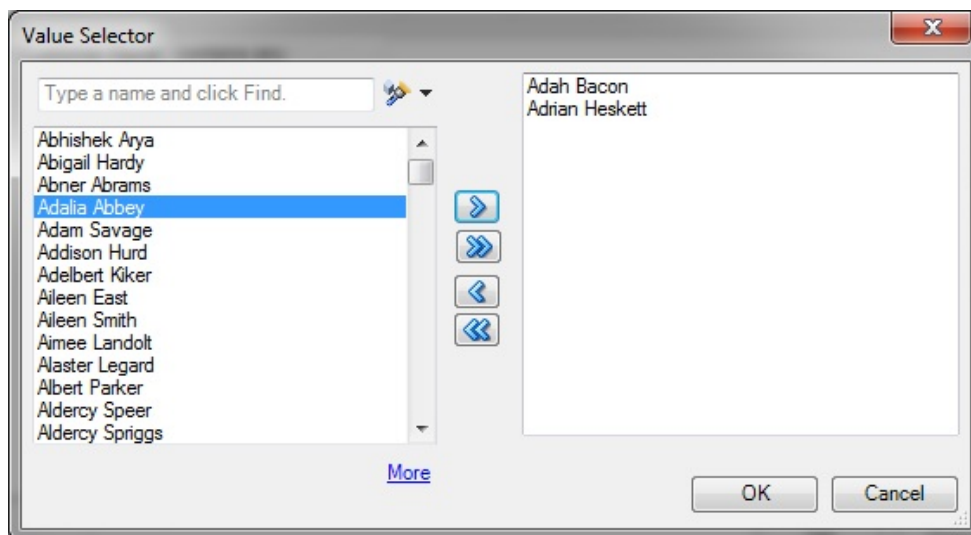 Value Selector
Type a name and click Find.
Abhishek Arya
Abigail Hardy
Abner Abrams
Adalia Abbey
Adam Savage
Addison Hurd
Adelbert Kiker
Aileen East
Aileen Smith
Aimee Landolt
Alaster Legard
Albert Parker
Aldercy Speer
Aldercy Spriggs
More
Adah Bacon
Adrian Heskett
OK
Cancel